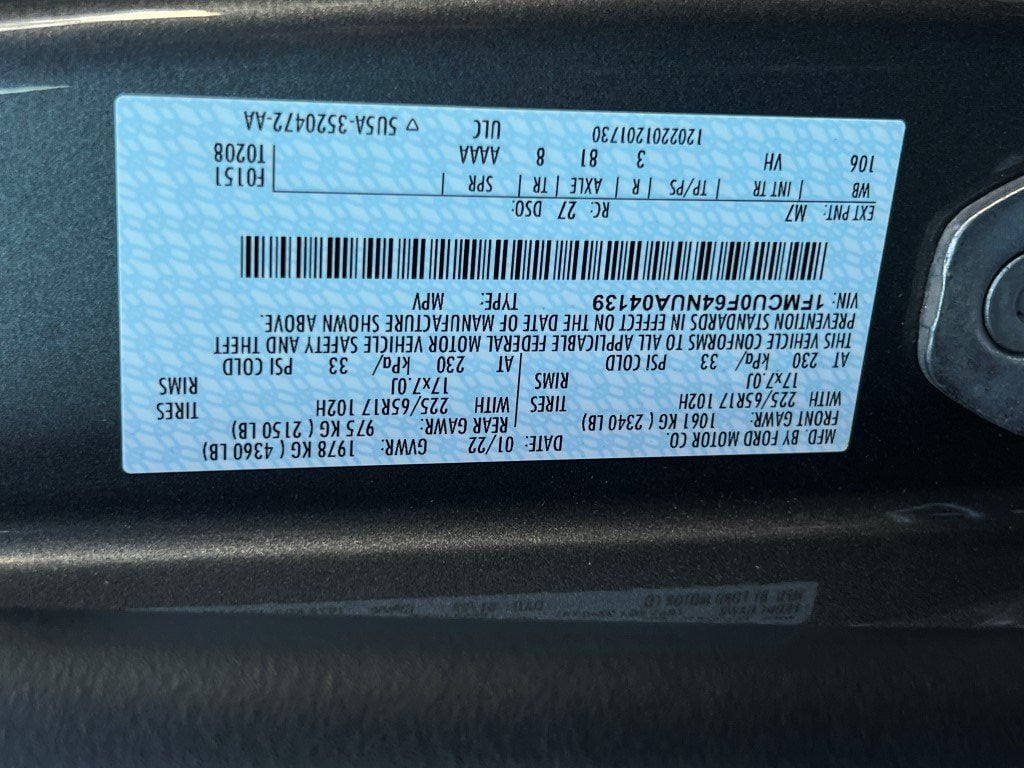 MFD. BY FORD MOTOR CO.
DATE: 01/22 GVWR: 1978 KG ( 4360 LB)
FRONT GAWR: 1061 KG ( 2340 LB) REAR GAWR: 975 KG ( 2150 LB)
WITH 225/65R17 102H TIRES WITH 225/65R17 102H TIRES
17x7.0J RIMS 17x7.0J RIMS
AT 230 kPa/ 33 PSI COLD AT 230 kPa/ 33 PSI COLD
THIS VEHICLE CONFORMS TO ALL APPLICABLE FEDERAL MOTOR VEHICLE SAFETY AND THEFT
PREVENTION STANDARDS IN EFFECT ON THE DATE OF MANUFACTURE SHOWN ABOVE.
VIN: 1FMCU0F64NUA04139 TYPE: MPV
EXT PNT: M7 RC: 27 DSO:
WB | INT TR | TP/PS | R | AXLE | TR | SPR | F0151
106 VH 3 81 8 AAAA T0208
1202201201730 ULC ▽ 5U5A-3520472-AA